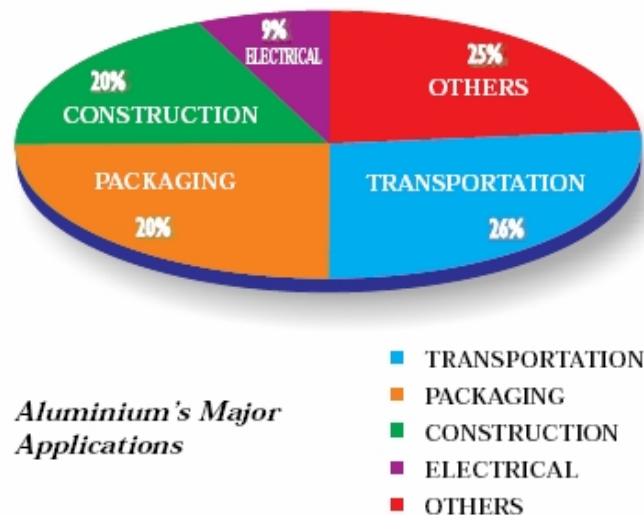 9%
ELECTRICAL
25%
OTHERS
20%
CONSTRUCTION
PACKAGING
20%
TRANSPORTATION
26%
TRANSPORTATION
PACKAGING
CONSTRUCTION
ELECTRICAL
OTHERS
Aluminium's Major
Applications